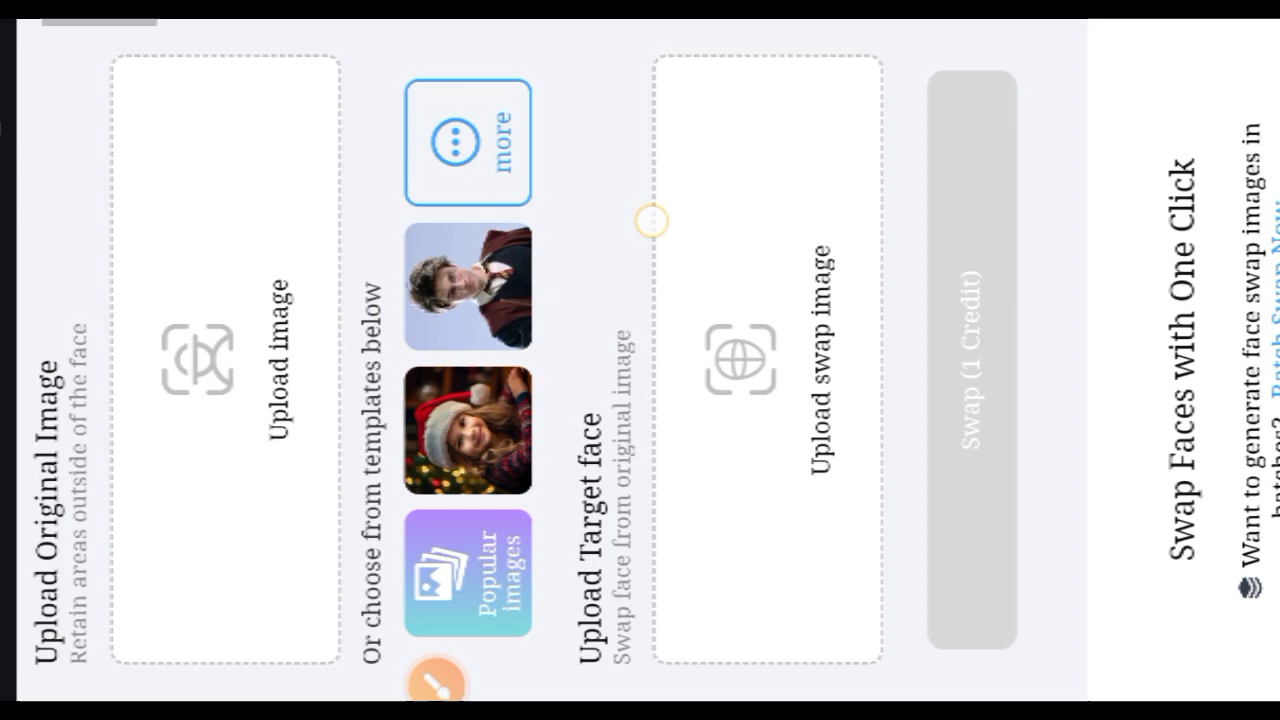 Upload Original Image
Retain areas outside of the face
Upload image
Or choose from templates below
Popular
images
more
Upload Target face
Swap face from original image
Upload swap image
Swap (1 Credit)
Swap Faces with One Click
Want to generate face swap images in
batches? Batch Swap Now